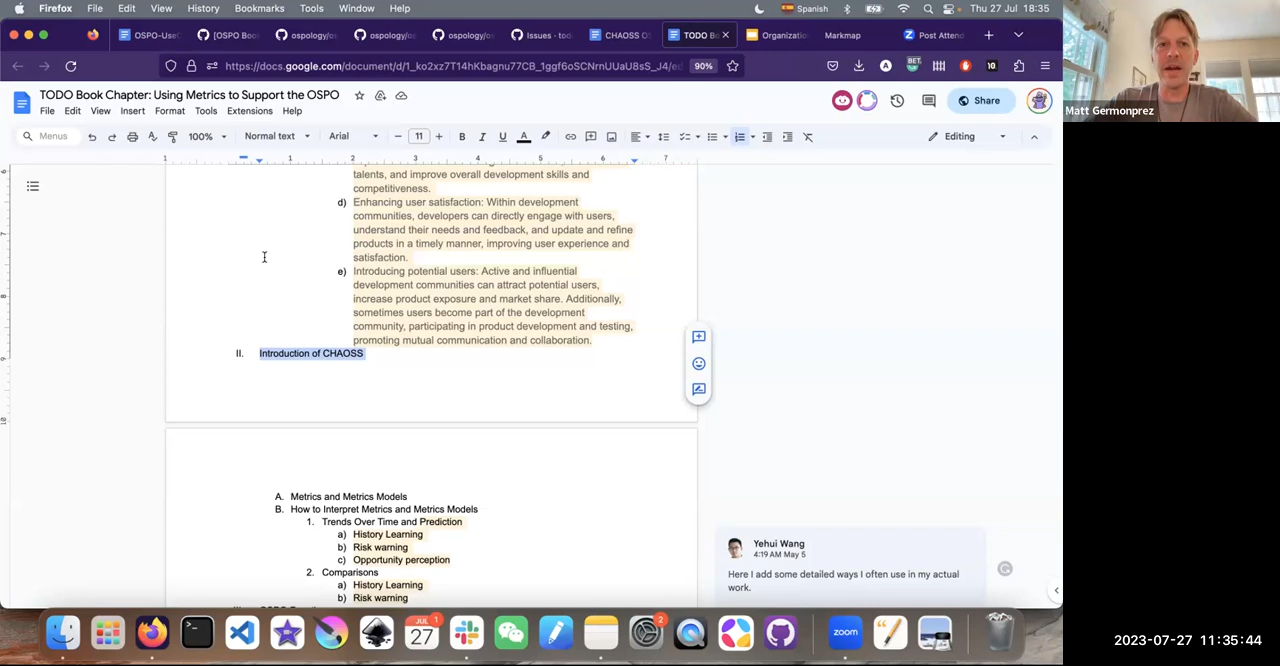 Firefox File Edit View History Bookmarks Tools Window Help Spanish Thu 27 Jul 18:35
OSPO-Use [OSPO Boo ospology/os ospology/os ospology/os Issues · tod CHAOSS O TODO B Organizatio Markmap Post Attend
https://docs.google.com/document/d/1_ko2xz7T14hKbagnu77CB_1ggf6oSCNrnUUaU8sS_J4/ed 90%
TODO Book Chapter: Using Metrics to Support the OSPO
File Edit View Insert Format Tools Extensions Help
Share
Menus 100% Normal text Arial 11 Editing
talents, and improve overall development skills and
competitiveness.
d) Enhancing user satisfaction: Within development
communities, developers can directly engage with users,
understand their needs and feedback, and update and refine
products in a timely manner, improving user experience and
satisfaction.
e) Introducing potential users: Active and influential
development communities can attract potential users,
increase product exposure and market share. Additionally,
sometimes users become part of the development
community, participating in product development and testing,
promoting mutual communication and collaboration.
II. Introduction of CHAOSS
A. Metrics and Metrics Models
B. How to Interpret Metrics and Metrics Models
1. Trends Over Time and Prediction
a) History Learning
b) Risk warning
c) Opportunity perception
2. Comparisons
a) History Learning
b) Risk warning
Yehui Wang
4:19 AM May 5
Here I add some detailed ways I often use in my actual
work.
Matt Germonprez
JUL 1
27
2
zoom
2023-07-27 11:35:44